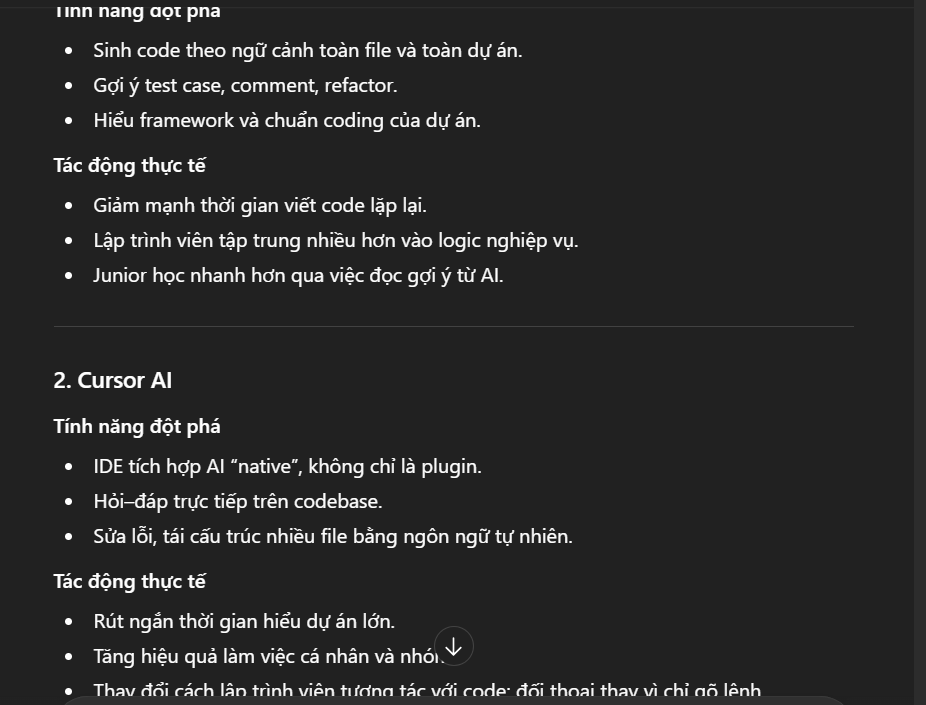 Tính năng đột phá
Sinh code theo ngữ cảnh toàn file và toàn dự án.
Gợi ý test case, comment, refactor.
Hiểu framework và chuẩn coding của dự án.
Tác động thực tế
Giảm mạnh thời gian viết code lặp lại.
Lập trình viên tập trung nhiều hơn vào logic nghiệp vụ.
Junior học nhanh hơn qua việc đọc gợi ý từ AI.
2. Cursor AI
Tính năng đột phá
IDE tích hợp AI “native”, không chỉ là plugin.
Hỏi–đáp trực tiếp trên codebase.
Sửa lỗi, tái cấu trúc nhiều file bằng ngôn ngữ tự nhiên.
Tác động thực tế
Rút ngắn thời gian hiểu dự án lớn.
Tăng hiệu quả làm việc cá nhân và nhóm.
Thay đổi cách lập trình viên tương tác với code: đối thoại thay vì chỉ gõ lệnh